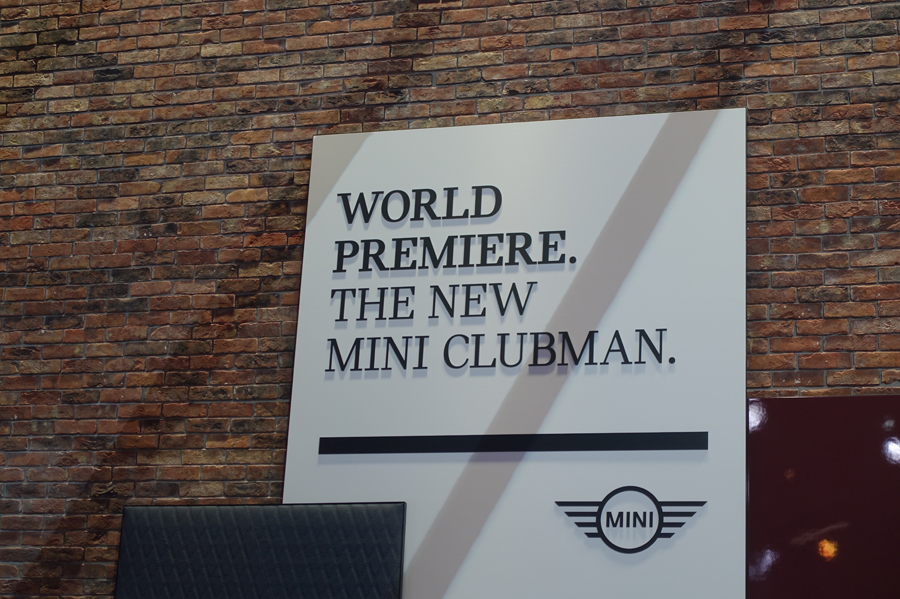 WORLD
PREMIERE.
THE NEW
MINI CLUBMAN.
MINI